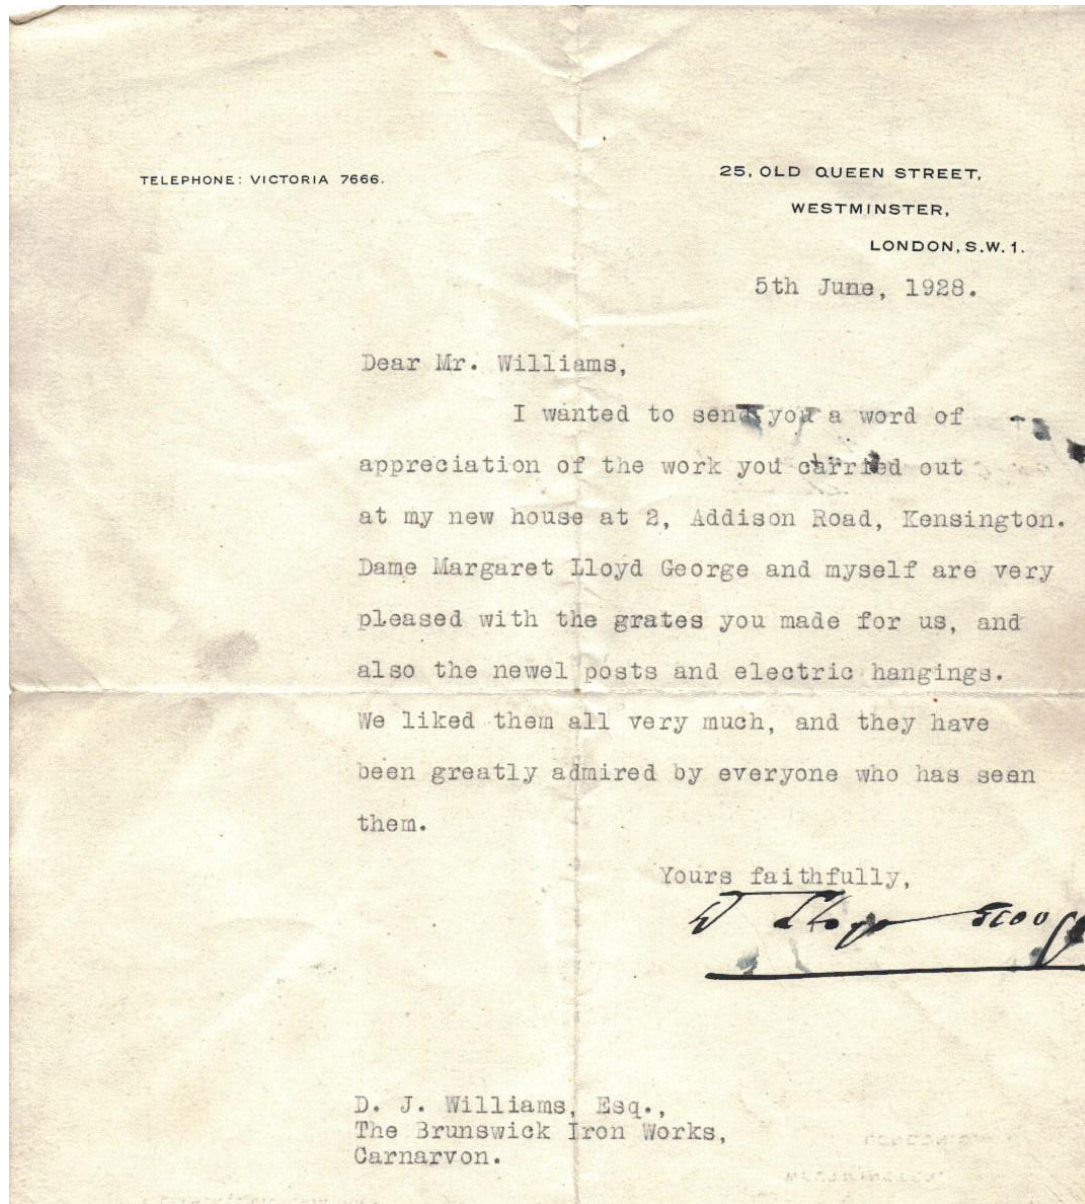 TELEPHONE: VICTORIA 7666.
25, OLD QUEEN STREET,
WESTMINSTER,
LONDON, S.W.1.
5th June, 1928.
Dear Mr. Williams,
I wanted to send you a word of
appreciation of the work you carried out
at my new house at 2, Addison Road, Kensington.
Dame Margaret Lloyd George and myself are very
pleased with the grates you made for us, and
also the newel posts and electric hangings.
We liked them all very much, and they have
been greatly admired by everyone who has seen
them.
Yours faithfully,
D Lloyd George
D. J. Williams, Esq.,
The Brunswick Iron Works,
Carnarvon.